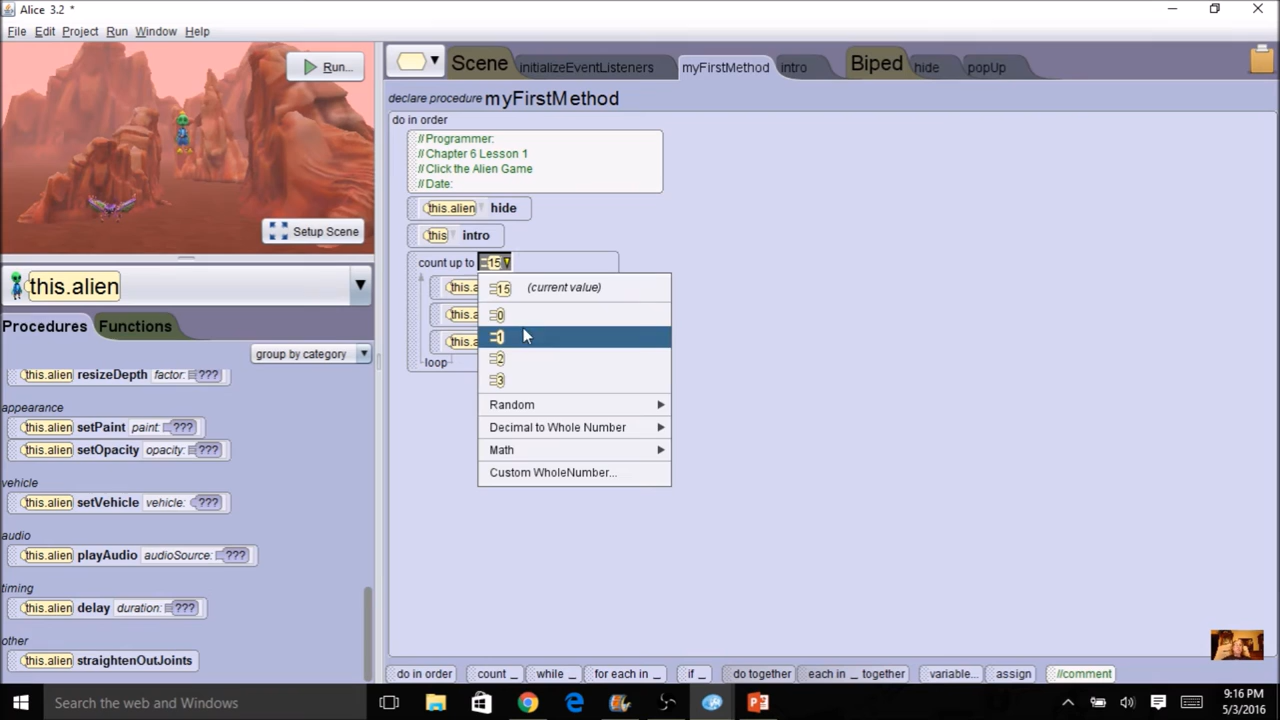 Alice 3.2 *
File Edit Project Run Window Help
Run...
Setup Scene
this.alien
Procedures Functions
group by category
this.alien resizeDepth factor: ???
appearance
this.alien setPaint paint: ???
this.alien setOpacity opacity: ???
vehicle
this.alien setVehicle vehicle: ???
audio
this.alien playAudio audioSource: ???
timing
this.alien delay duration: ???
other
this.alien straightenOutJoints
Scene initializeEventListeners myFirstMethod intro Biped hide popUp
declare procedure myFirstMethod
do in order
//Programmer:
//Chapter 6 Lesson 1
//Click the Alien Game
//Date:
this.alien hide
this intro
count up to 15
this.a
this.a
this.a
loop
15 (current value)
0
1
2
3
Random
Decimal to Whole Number
Math
Custom WholeNumber...
do in order count _ while _ for each in _ if _ do together each in _ together variable... assign //comment
Search the web and Windows
9:16 PM
5/3/2016